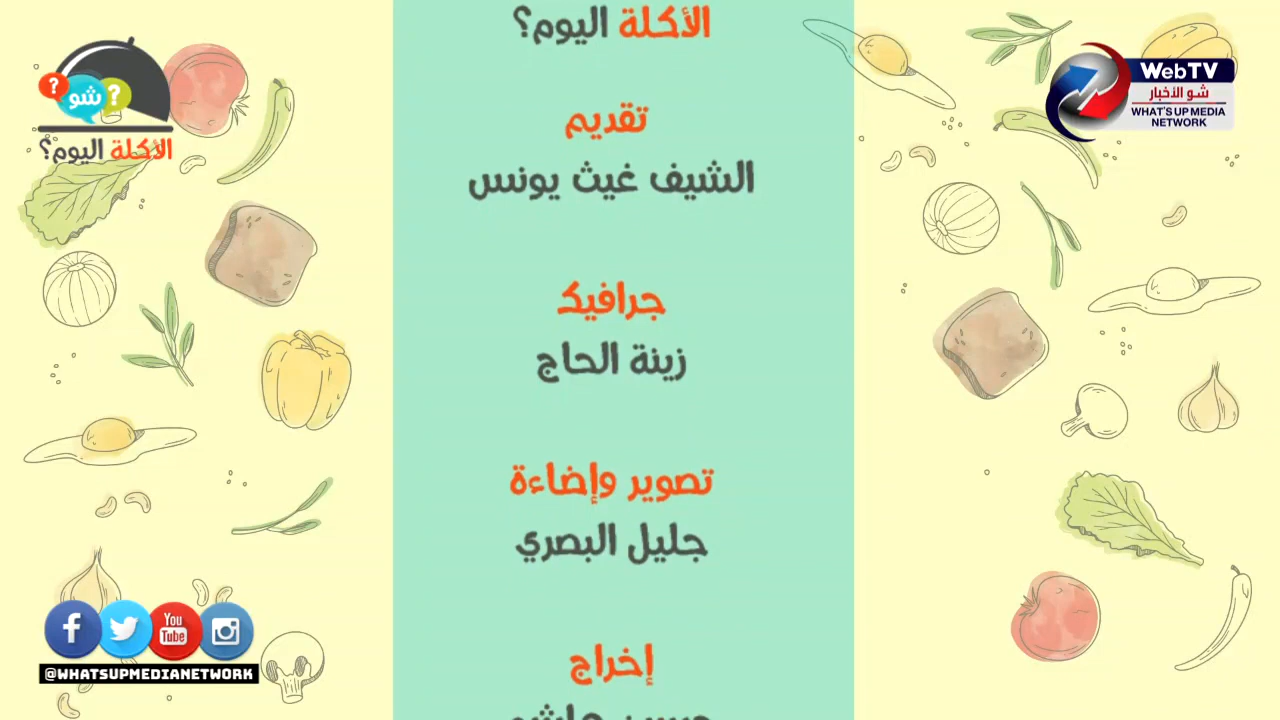 الأكلة اليوم؟
تقديم
الشيف غيث يونس
جرافيك
زينة الحاج
تصوير وإضاءة
جليل البصري
إخراج
? شو ?
الأكلة اليوم؟
WebTV
شو الأخبار
WHAT'S UP MEDIA
NETWORK
You
Tube
@WHATSUPMEDIANETWORK